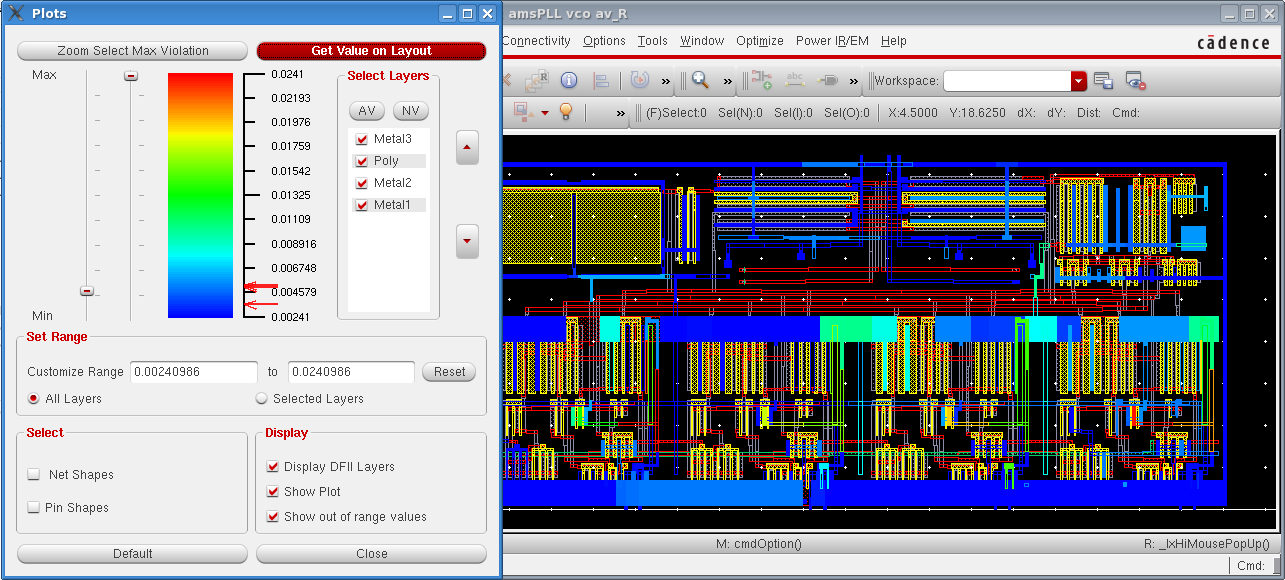 Plots
Zoom Select Max Violation
Get Value on Layout
Max
Min
0.0241
0.02193
0.01976
0.01759
0.01542
0.01325
0.01109
0.008916
0.006748
0.004579
0.00241
Select Layers
AV NV
Metal3
Poly
Metal2
Metal1
Set Range
Customize Range 0.00240986 to 0.0240986 Reset
All Layers Selected Layers
Select
Net Shapes
Pin Shapes
Display
Display DFII Layers
Show Plot
Show out of range values
Default Close
amsPLL vco av_R
Connectivity Options Tools Window Optimize Power IR/EM Help
cādence
R abc » » » Workspace:
» (F)Select:0 Sel(N):0 Sel(I):0 Sel(O):0 X:4.5000 Y:18.6250 dX: dY: Dist: Cmd:
M: cmdOption() R: _lxHiMousePopUp()
Cmd: